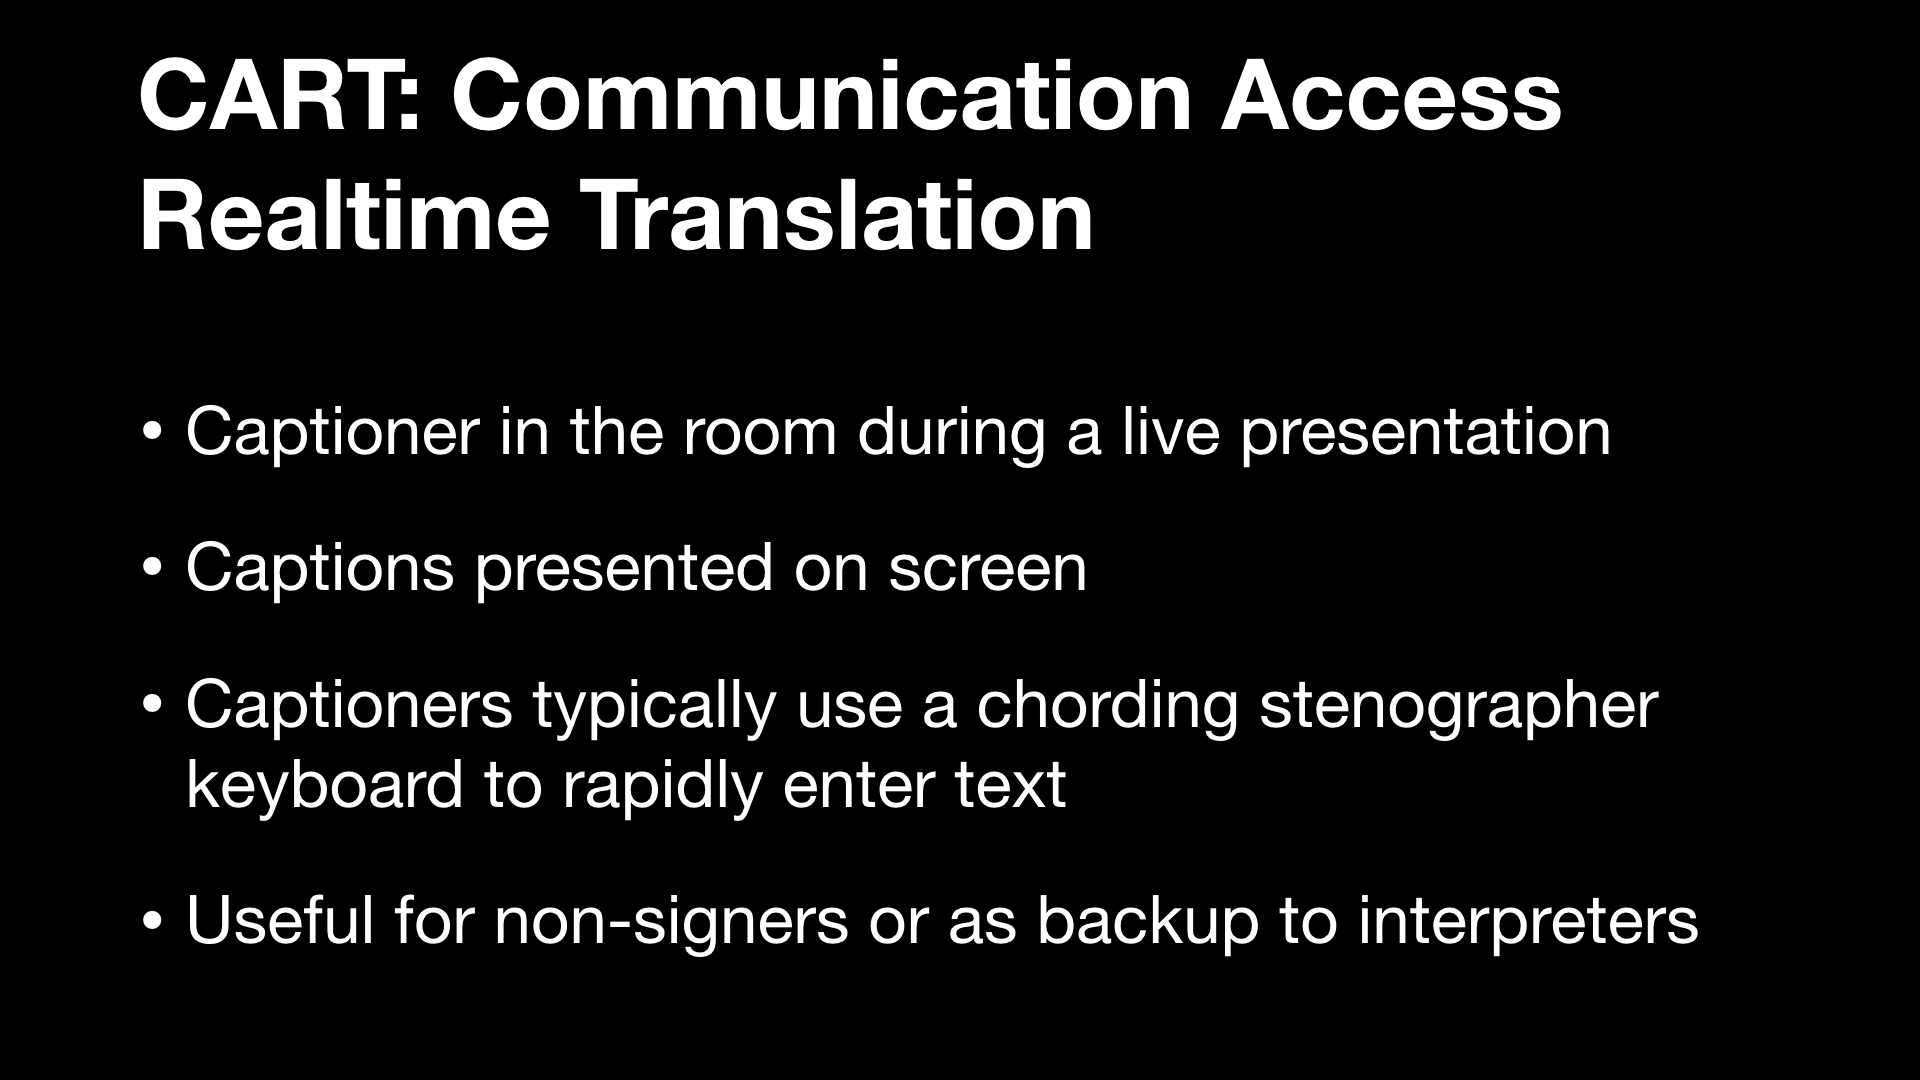 CART: Communication Access
Realtime Translation
• Captioner in the room during a live presentation
• Captions presented on screen
• Captioners typically use a chording stenographer
keyboard to rapidly enter text
• Useful for non-signers or as backup to interpreters